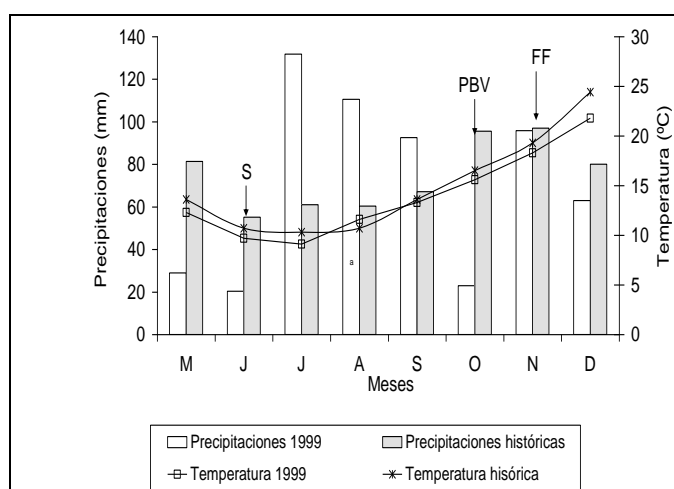 140
120
100
80
60
40
20
0
Precipitaciones (mm)
30
25
20
15
10
5
0
Temperatura (ºC)
S
PBV
FF
a
M J J A S O N D
Meses
Precipitaciones 1999 Precipitaciones históricas
Temperatura 1999 Temperatura hisórica